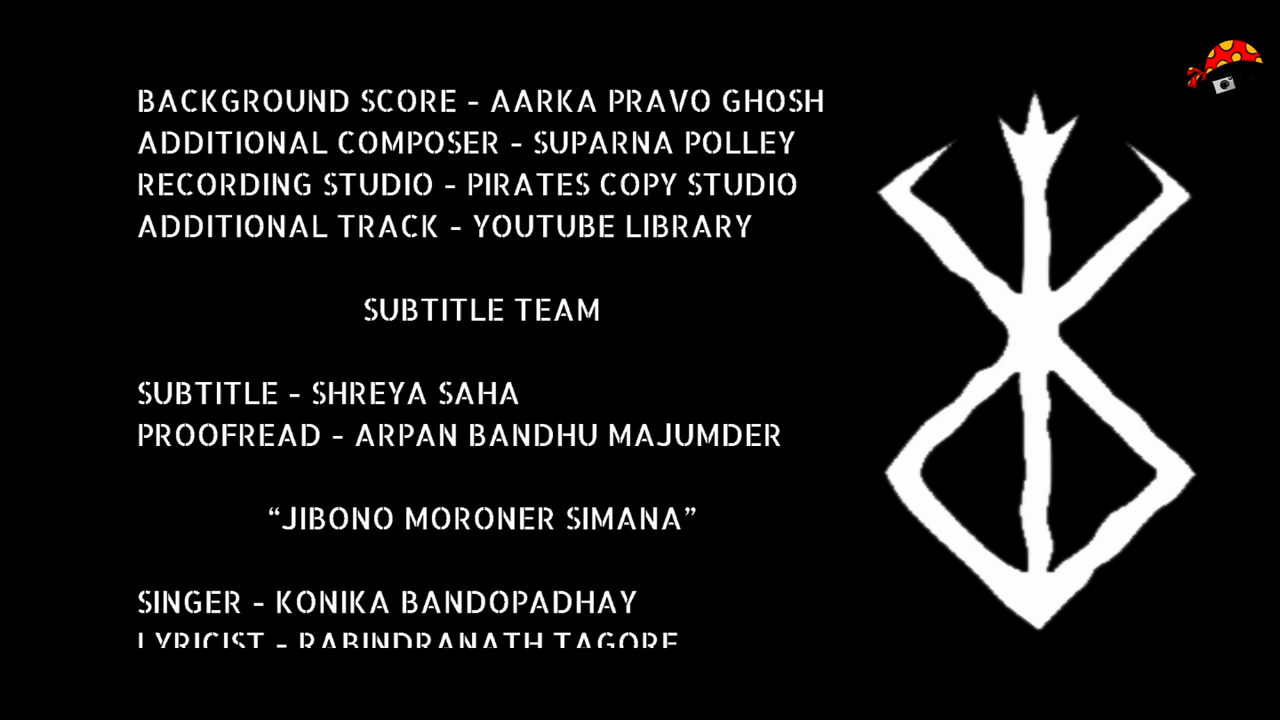 BACKGROUND SCORE - AARKA PRAVO GHOSH
ADDITIONAL COMPOSER - SUPARNA POLLEY
RECORDING STUDIO - PIRATES COPY STUDIO
ADDITIONAL TRACK - YOUTUBE LIBRARY
SUBTITLE TEAM
SUBTITLE - SHREYA SAHA
PROOFREAD - ARPAN BANDHU MAJUMDER
“JIBONO MORONER SIMANA”
SINGER - KONIKA BANDOPADHAY
LYRICIST - RABINDRANATH TAGORE